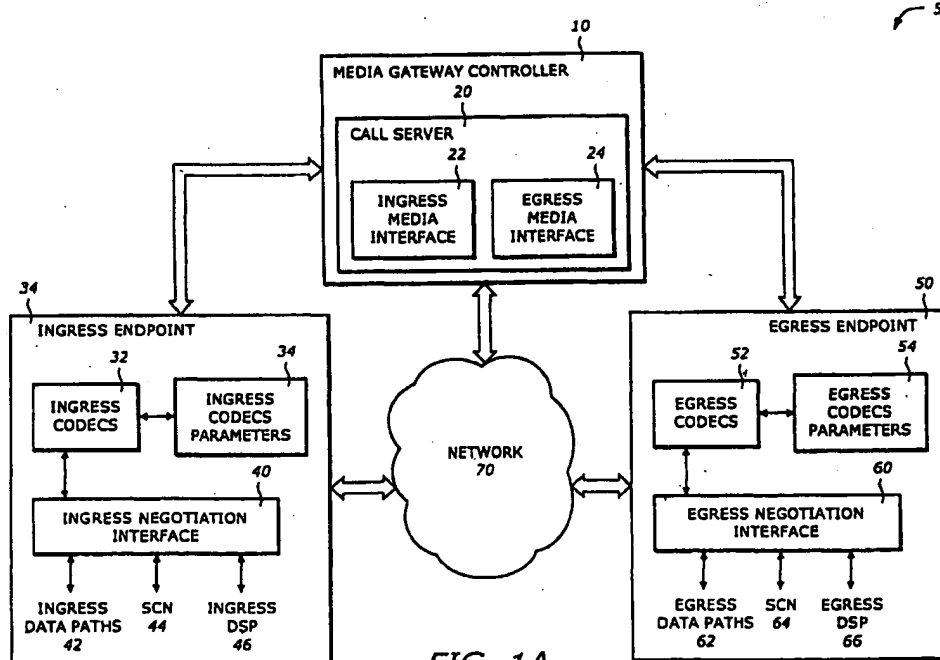 5
10
MEDIA GATEWAY CONTROLLER
20
CALL SERVER
22
INGRESS
MEDIA
INTERFACE
24
EGRESS
MEDIA
INTERFACE
34
INGRESS ENDPOINT
32
INGRESS
CODECS
34
INGRESS
CODECS
PARAMETERS
40
INGRESS NEGOTIATION
INTERFACE
INGRESS
DATA PATHS
42
SCN
44
INGRESS
DSP
46
NETWORK
70
50
EGRESS ENDPOINT
52
EGRESS
CODECS
54
EGRESS
CODECS
PARAMETERS
60
EGRESS NEGOTIATION
INTERFACE
EGRESS
DATA PATHS
62
SCN
64
EGRESS
DSP
66
FIG. 1A